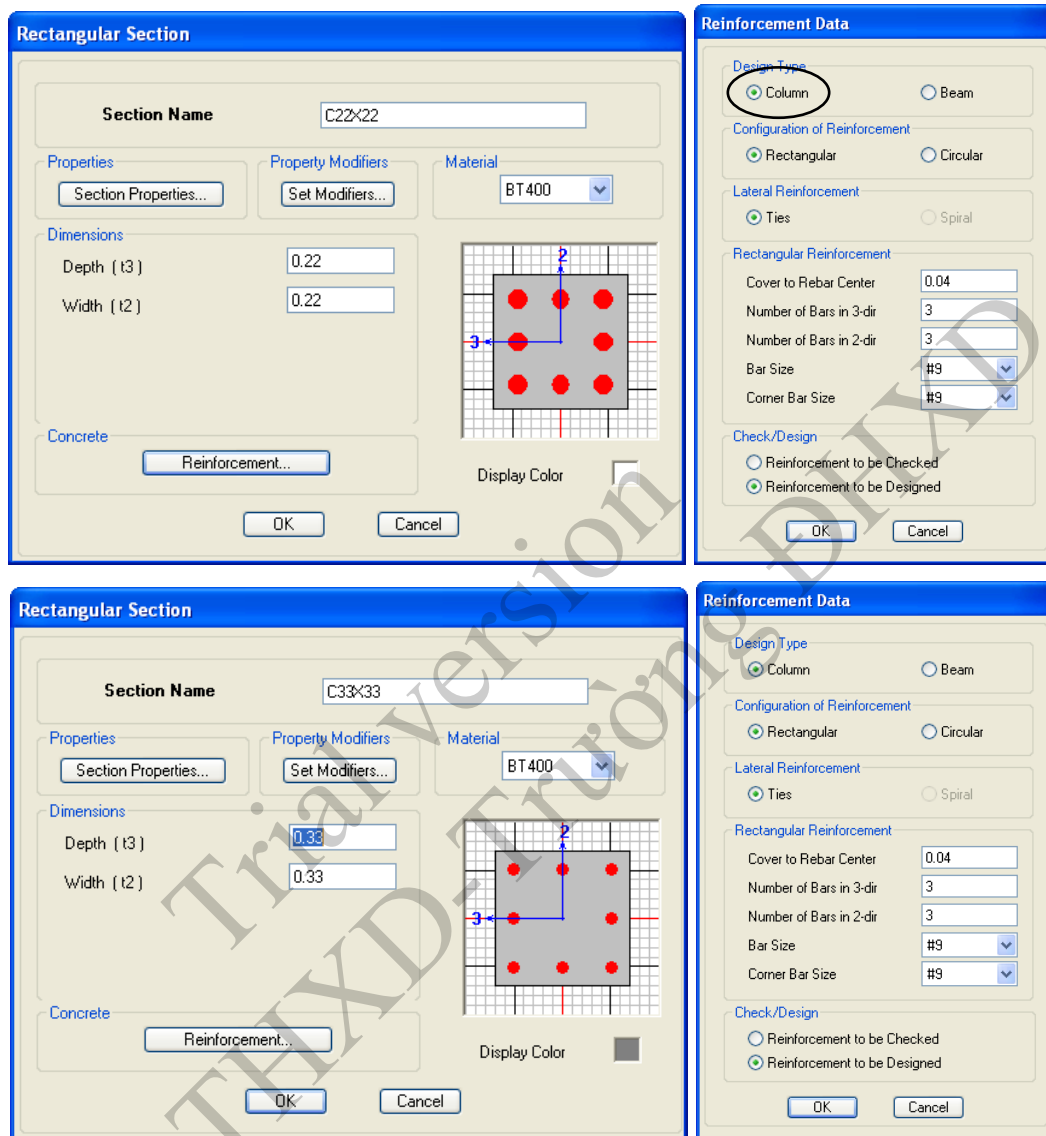 Rectangular Section
Section Name C22X22
Properties Property Modifiers Material
Section Properties... Set Modifiers... BT400
Dimensions
Depth ( t3 ) 0.22
Width ( t2 ) 0.22
2
3
Concrete
Reinforcement...
Display Color
OK Cancel
Reinforcement Data
Design Type
Column Beam
Configuration of Reinforcement
Rectangular Circular
Lateral Reinforcement
Ties Spiral
Rectangular Reinforcement
Cover to Rebar Center 0.04
Number of Bars in 3-dir 3
Number of Bars in 2-dir 3
Bar Size #9
Corner Bar Size #9
Check/Design
Reinforcement to be Checked
Reinforcement to be Designed
OK Cancel
Rectangular Section
Section Name C33X33
Properties Property Modifiers Material
Section Properties... Set Modifiers... BT400
Dimensions
Depth ( t3 ) 0.33
Width ( t2 ) 0.33
2
3
Concrete
Reinforcement...
Display Color
OK Cancel
Reinforcement Data
Design Type
Column Beam
Configuration of Reinforcement
Rectangular Circular
Lateral Reinforcement
Ties Spiral
Rectangular Reinforcement
Cover to Rebar Center 0.04
Number of Bars in 3-dir 3
Number of Bars in 2-dir 3
Bar Size #9
Corner Bar Size #9
Check/Design
Reinforcement to be Checked
Reinforcement to be Designed
OK Cancel
Trial version
THXD-Trường ĐHXD